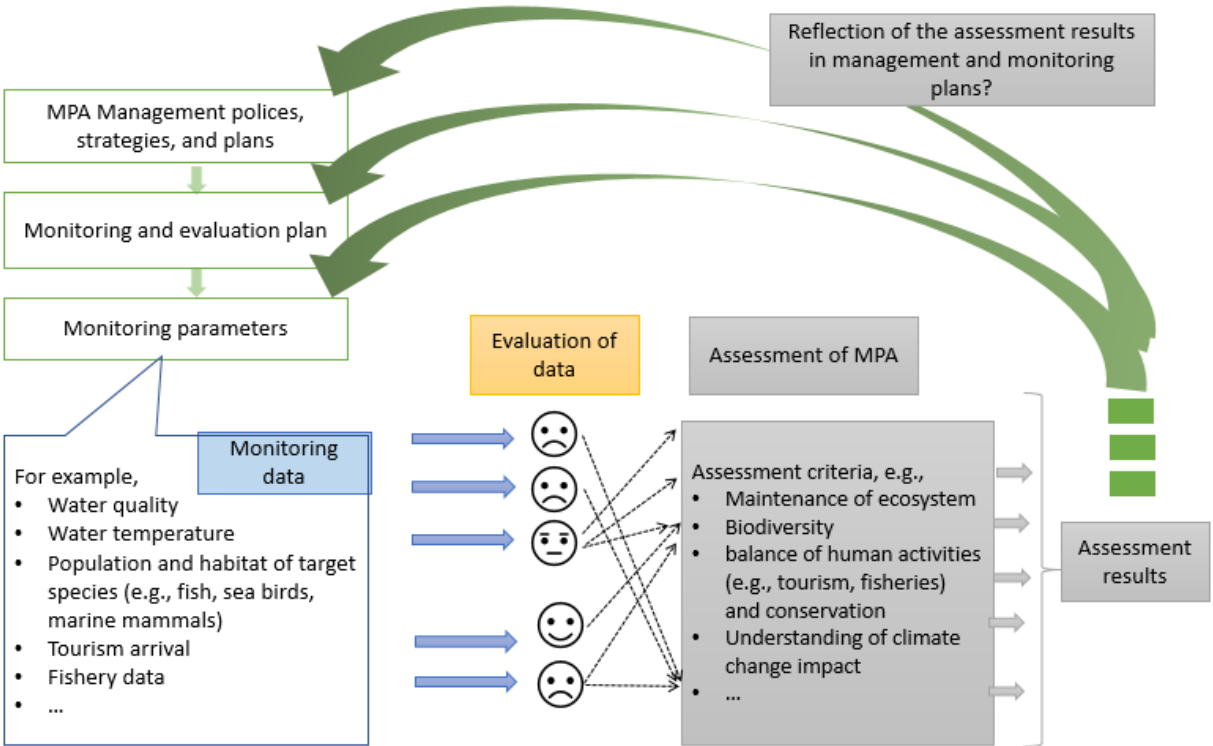 Reflection of the assessment results
in management and monitoring
plans?
MPA Management polices,
strategies, and plans
Monitoring and evaluation plan
Monitoring parameters
Evaluation of
data
Assessment of MPA
Monitoring
data
For example,
• Water quality
• Water temperature
• Population and habitat of target
species (e.g., fish, sea birds,
marine mammals)
• Tourism arrival
• Fishery data
• ...
Assessment criteria, e.g.,
• Maintenance of ecosystem
• Biodiversity
• balance of human activities
(e.g., tourism, fisheries)
and conservation
• Understanding of climate
change impact
• ...
Assessment
results